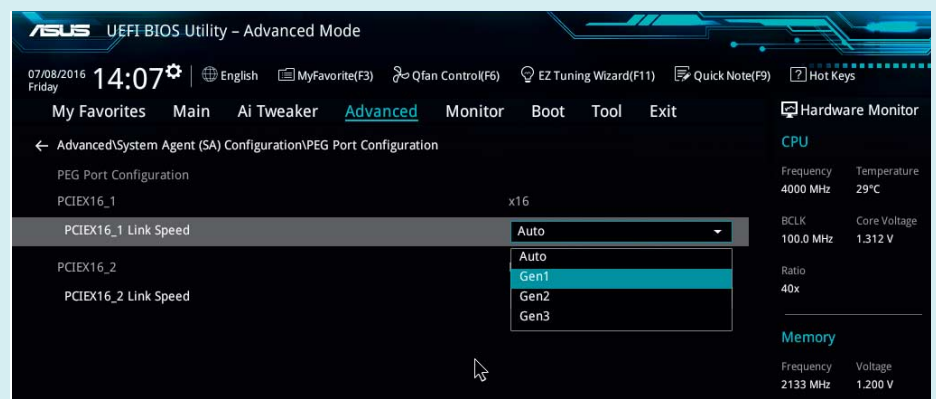 ASUS UEFI BIOS Utility – Advanced Mode
07/08/2016 Friday 14:07 English MyFavorite(F3) Qfan Control(F6) EZ Tuning Wizard(F11) Quick Note(F9) ? Hot Keys
My Favorites Main Ai Tweaker Advanced Monitor Boot Tool Exit
Advanced\System Agent (SA) Configuration\PEG Port Configuration
PEG Port Configuration
PCIEX16_1 x16
PCIEX16_1 Link Speed Auto
Auto
PCIEX16_2
Gen1
PCIEX16_2 Link Speed Gen2
Gen3
Hardware Monitor
CPU
Frequency Temperature
4000 MHz 29°C
BCLK Core Voltage
100.0 MHz 1.312 V
Ratio
40x
Memory
Frequency Voltage
2133 MHz 1.200 V